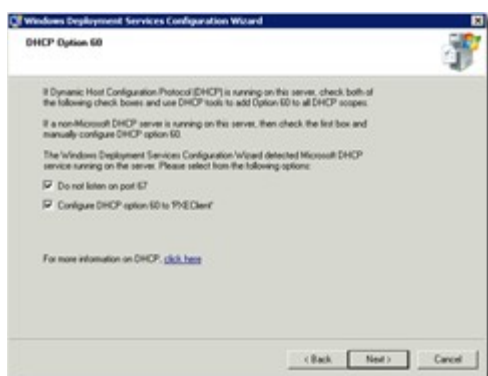 Windows Deployment Services Configuration Wizard
DHCP Option 60
If Dynamic Host Configuration Protocol (DHCP) is running on this server, check both of
the following check boxes and use DHCP tools to add Option 60 to all DHCP scopes.
If a non-Microsoft DHCP server is running on this server, then check the first box and
manually configure DHCP option 60.
The Windows Deployment Services Configuration Wizard detected Microsoft DHCP
service running on the server. Please select from the following options:
Do not listen on port 67
Configure DHCP option 60 to 'PXEClient'
For more information on DHCP, click here
< Back Next > Cancel